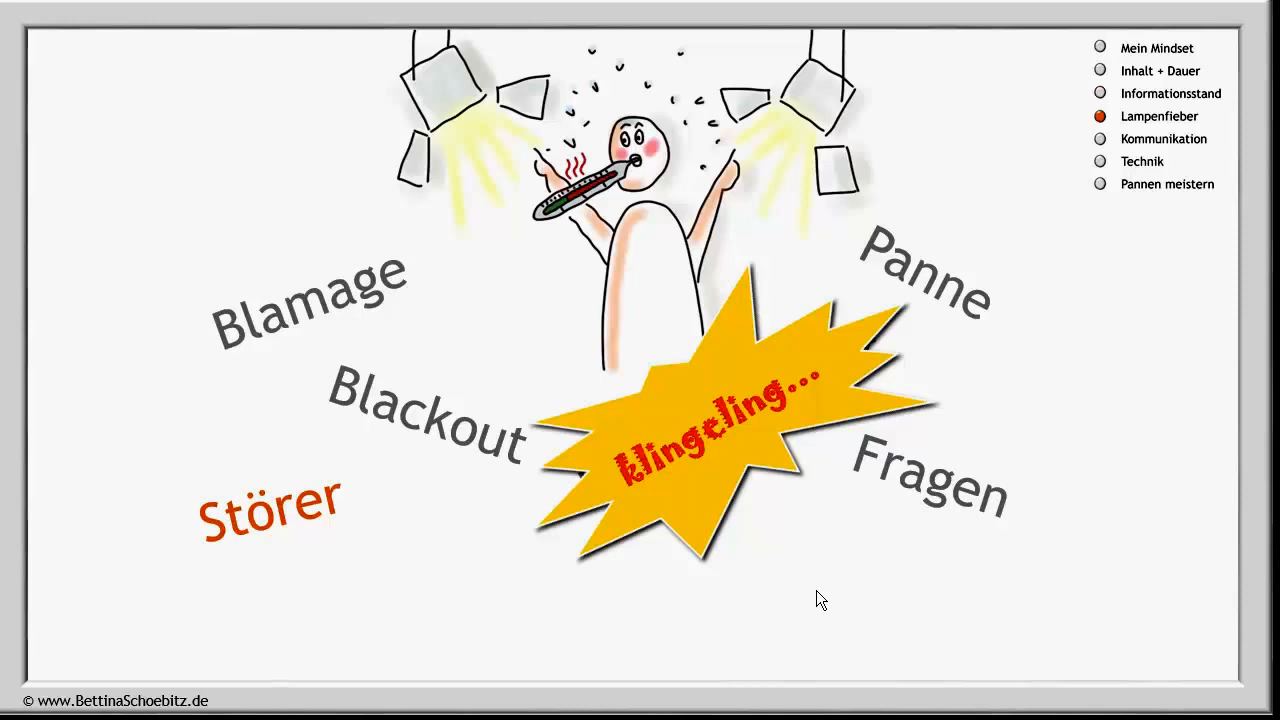 Mein Mindset
Inhalt + Dauer
Informationsstand
Lampenfieber
Kommunikation
Technik
Pannen meistern
Blamage
Panne
Blackout
klingeling...
Fragen
Störer
© www.BettinaSchoebitz.de